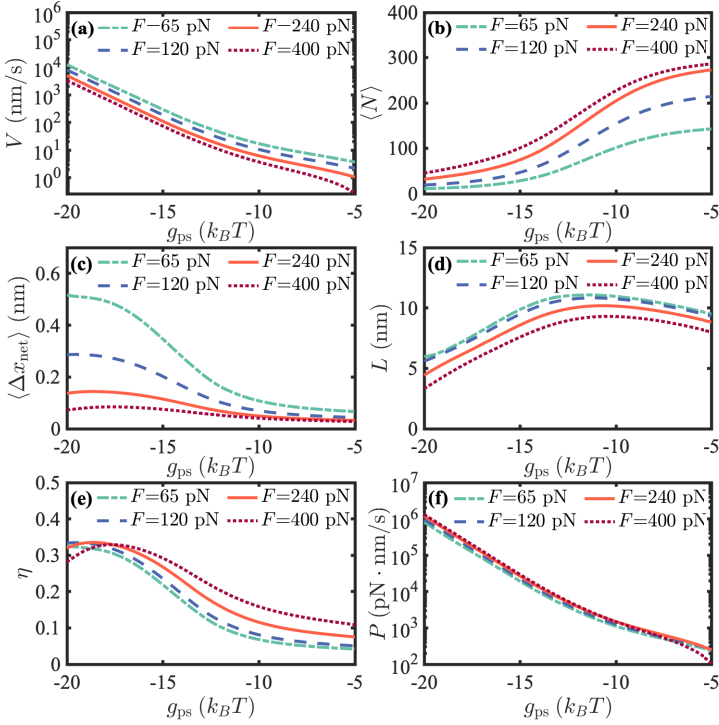 (a) F−65 pN F−240 pN
F=120 pN F=400 pN
10^6
10^5
10^4
10^3
10^2
10^1
10^0
V (nm/s)
-20 -15 -10 -5
g_ps (k_BT)
(b) F=65 pN F=240 pN
F=120 pN F=400 pN
400
300
200
100
0
⟨N⟩
-20 -15 -10 -5
g_ps (k_BT)
(c) F=65 pN F=240 pN
F=120 pN F=400 pN
0.6
0.4
0.2
0
⟨Δx_net⟩ (nm)
-20 -15 -10 -5
g_ps (k_BT)
(d) F=65 pN F=240 pN
F=120 pN F=400 pN
15
10
5
0
L (nm)
-20 -15 -10 -5
g_ps (k_BT)
(e) F=65 pN F=240 pN
F=120 pN F=400 pN
0.5
0.4
0.3
0.2
0.1
0
η
-20 -15 -10 -5
g_ps (k_BT)
(f) F=65 pN F=240 pN
F=120 pN F=400 pN
10^7
10^6
10^5
10^4
10^3
10^2
P (pN · nm/s)
-20 -15 -10 -5
g_ps (k_BT)